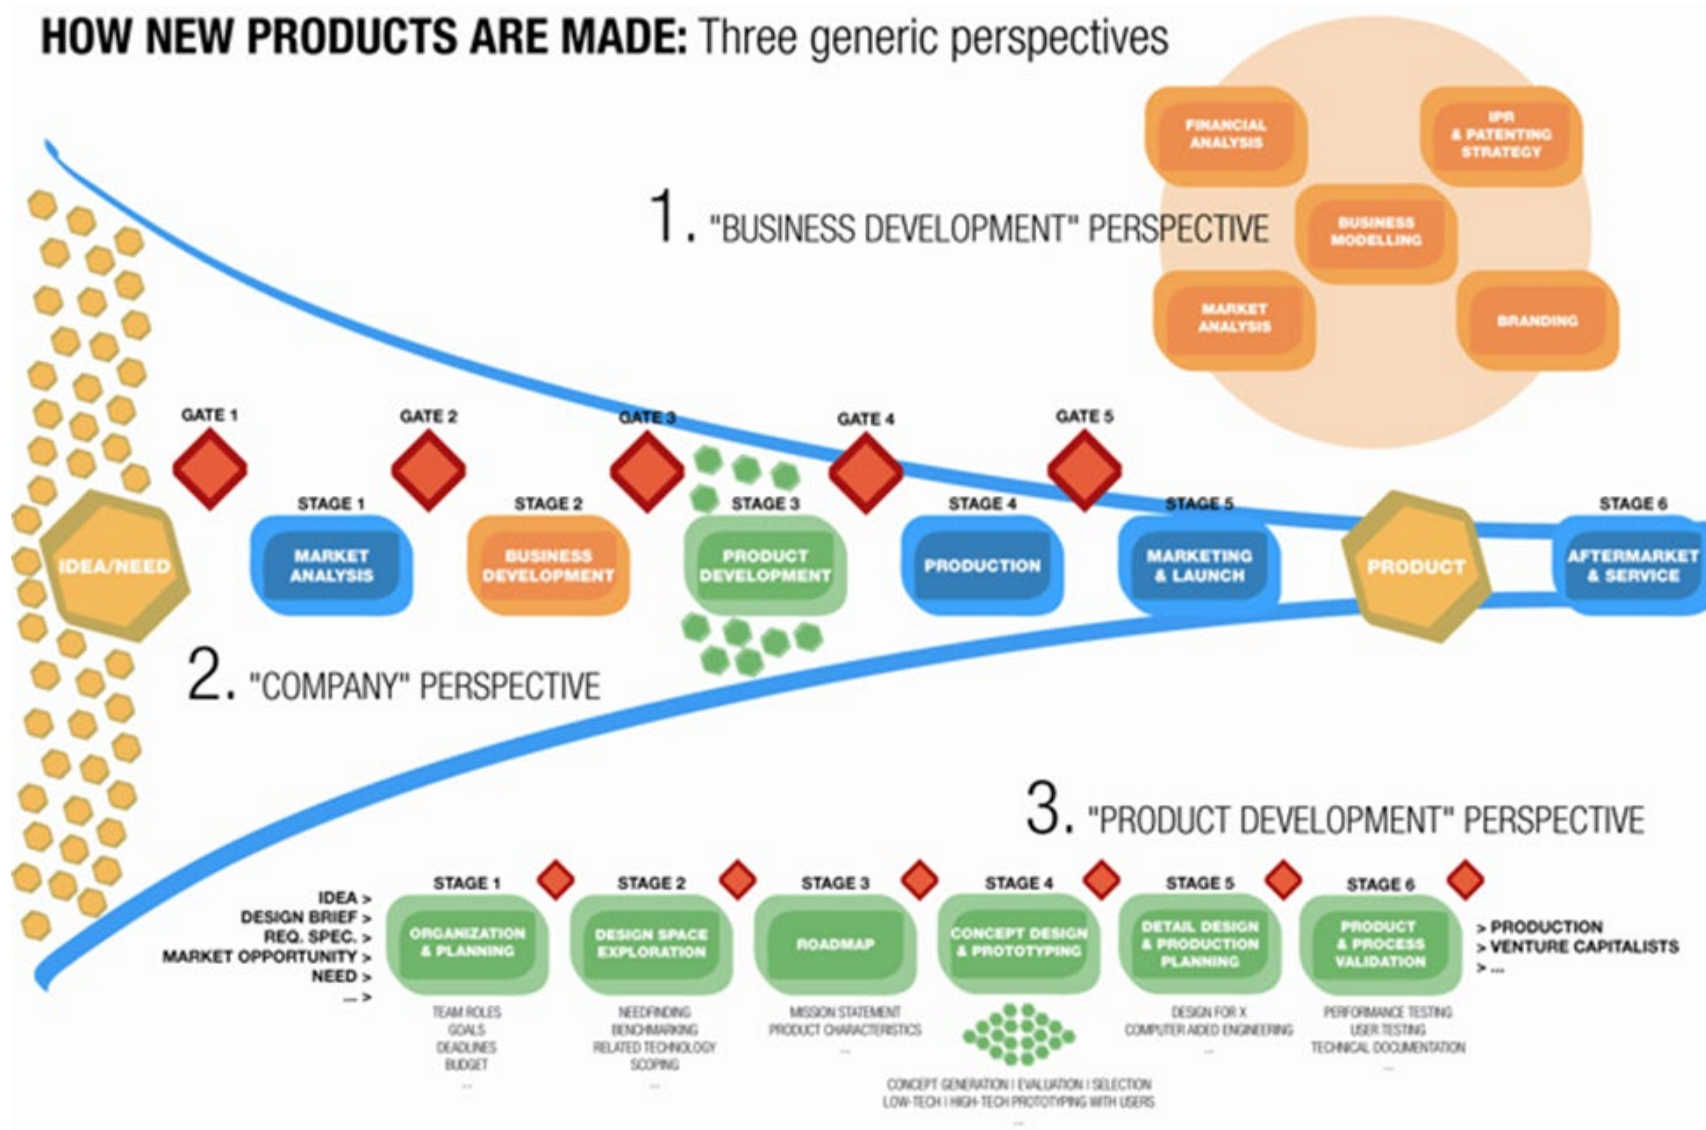 HOW NEW PRODUCTS ARE MADE: Three generic perspectives
FINANCIAL
ANALYSIS
IPR
& PATENTING
STRATEGY
1. "BUSINESS DEVELOPMENT" PERSPECTIVE
BUSINESS
MODELLING
MARKET
ANALYSIS
BRANDING
GATE 1
GATE 2
GATE 3
GATE 4
GATE 5
STAGE 1
STAGE 2
STAGE 3
STAGE 4
STAGE 5
STAGE 6
IDEA/NEED
MARKET
ANALYSIS
BUSINESS
DEVELOPMENT
PRODUCT
DEVELOPMENT
PRODUCTION
MARKETING
& LAUNCH
PRODUCT
AFTERMARKET
& SERVICE
2. "COMPANY" PERSPECTIVE
3. "PRODUCT DEVELOPMENT" PERSPECTIVE
IDEA >
DESIGN BRIEF >
REQ. SPEC. >
MARKET OPPORTUNITY >
NEED >
... >
STAGE 1
ORGANIZATION
& PLANNING
TEAM ROLES
GOALS
DEADLINES
BUDGET
...
STAGE 2
DESIGN SPACE
EXPLORATION
NEEDFINDING
BENCHMARKING
RELATED TECHNOLOGY
SCOPING
...
STAGE 3
ROADMAP
MISSION STATEMENT
PRODUCT CHARACTERISTICS
...
STAGE 4
CONCEPT DESIGN
& PROTOTYPING
CONCEPT GENERATION | EVALUATION | SELECTION
LOW-TECH | HIGH-TECH PROTOTYPING WITH USERS
...
STAGE 5
DETAIL DESIGN
& PRODUCTION
PLANNING
DESIGN FOR X
COMPUTER AIDED ENGINEERING
...
STAGE 6
PRODUCT
& PROCESS
VALIDATION
PERFORMANCE TESTING
USER TESTING
TECHNICAL DOCUMENTATION
...
> PRODUCTION
> VENTURE CAPITALISTS
> ...